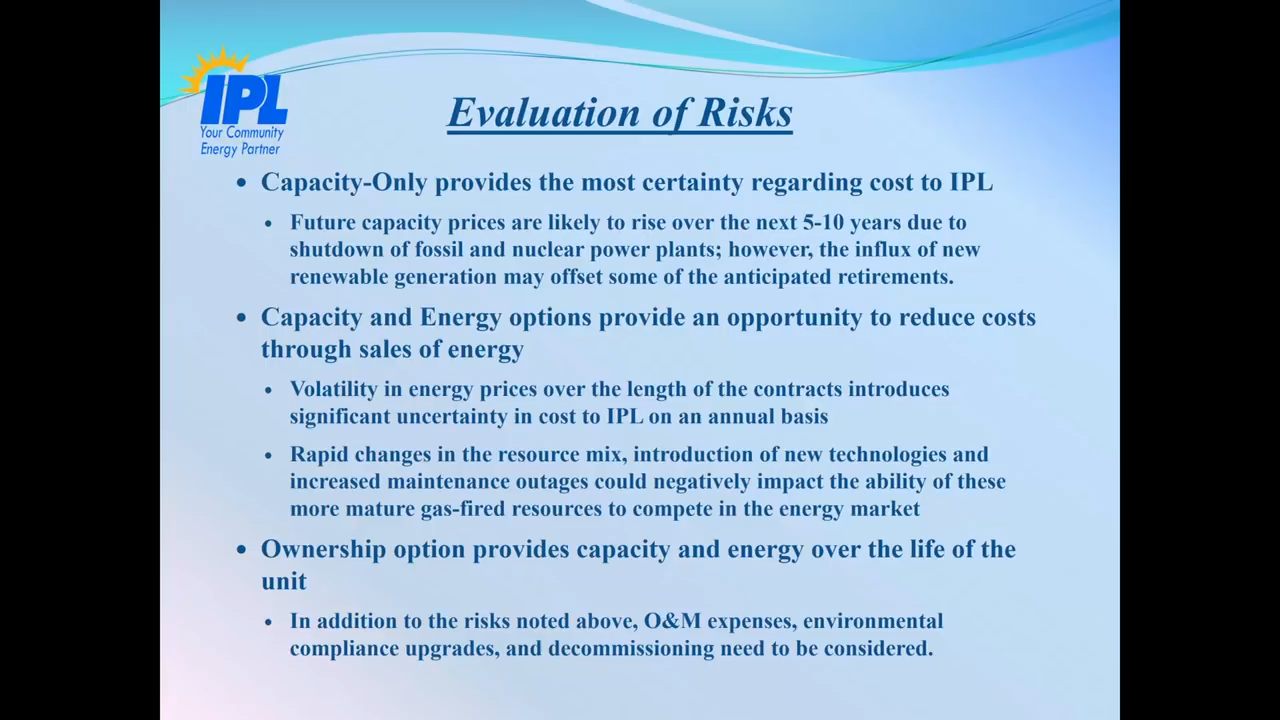 IPL
Your Community
Energy Partner
Evaluation of Risks
• Capacity-Only provides the most certainty regarding cost to IPL
• Future capacity prices are likely to rise over the next 5-10 years due to
shutdown of fossil and nuclear power plants; however, the influx of new
renewable generation may offset some of the anticipated retirements.
• Capacity and Energy options provide an opportunity to reduce costs
through sales of energy
• Volatility in energy prices over the length of the contracts introduces
significant uncertainty in cost to IPL on an annual basis
• Rapid changes in the resource mix, introduction of new technologies and
increased maintenance outages could negatively impact the ability of these
more mature gas-fired resources to compete in the energy market
• Ownership option provides capacity and energy over the life of the
unit
• In addition to the risks noted above, O&M expenses, environmental
compliance upgrades, and decommissioning need to be considered.